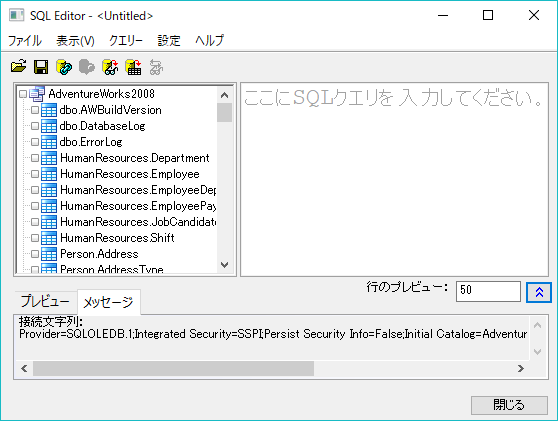 SQL Editor - <Untitled>
ファイル 表示(V) クエリー 設定 ヘルプ
AdventureWorks2008
dbo.AWBuildVersion
dbo.DatabaseLog
dbo.ErrorLog
HumanResources.Department
HumanResources.Employee
HumanResources.EmployeeDep
HumanResources.EmployeePay
HumanResources.JobCandidate
HumanResources.Shift
Person.Address
Person.AddressType
ここにSQLクエリを入力してください。
行のプレビュー: 50
プレビュー メッセージ
接続文字列:
Provider=SQLOLEDB.1;Integrated Security=SSPI;Persist Security Info=False;Initial Catalog=Adventur
閉じる